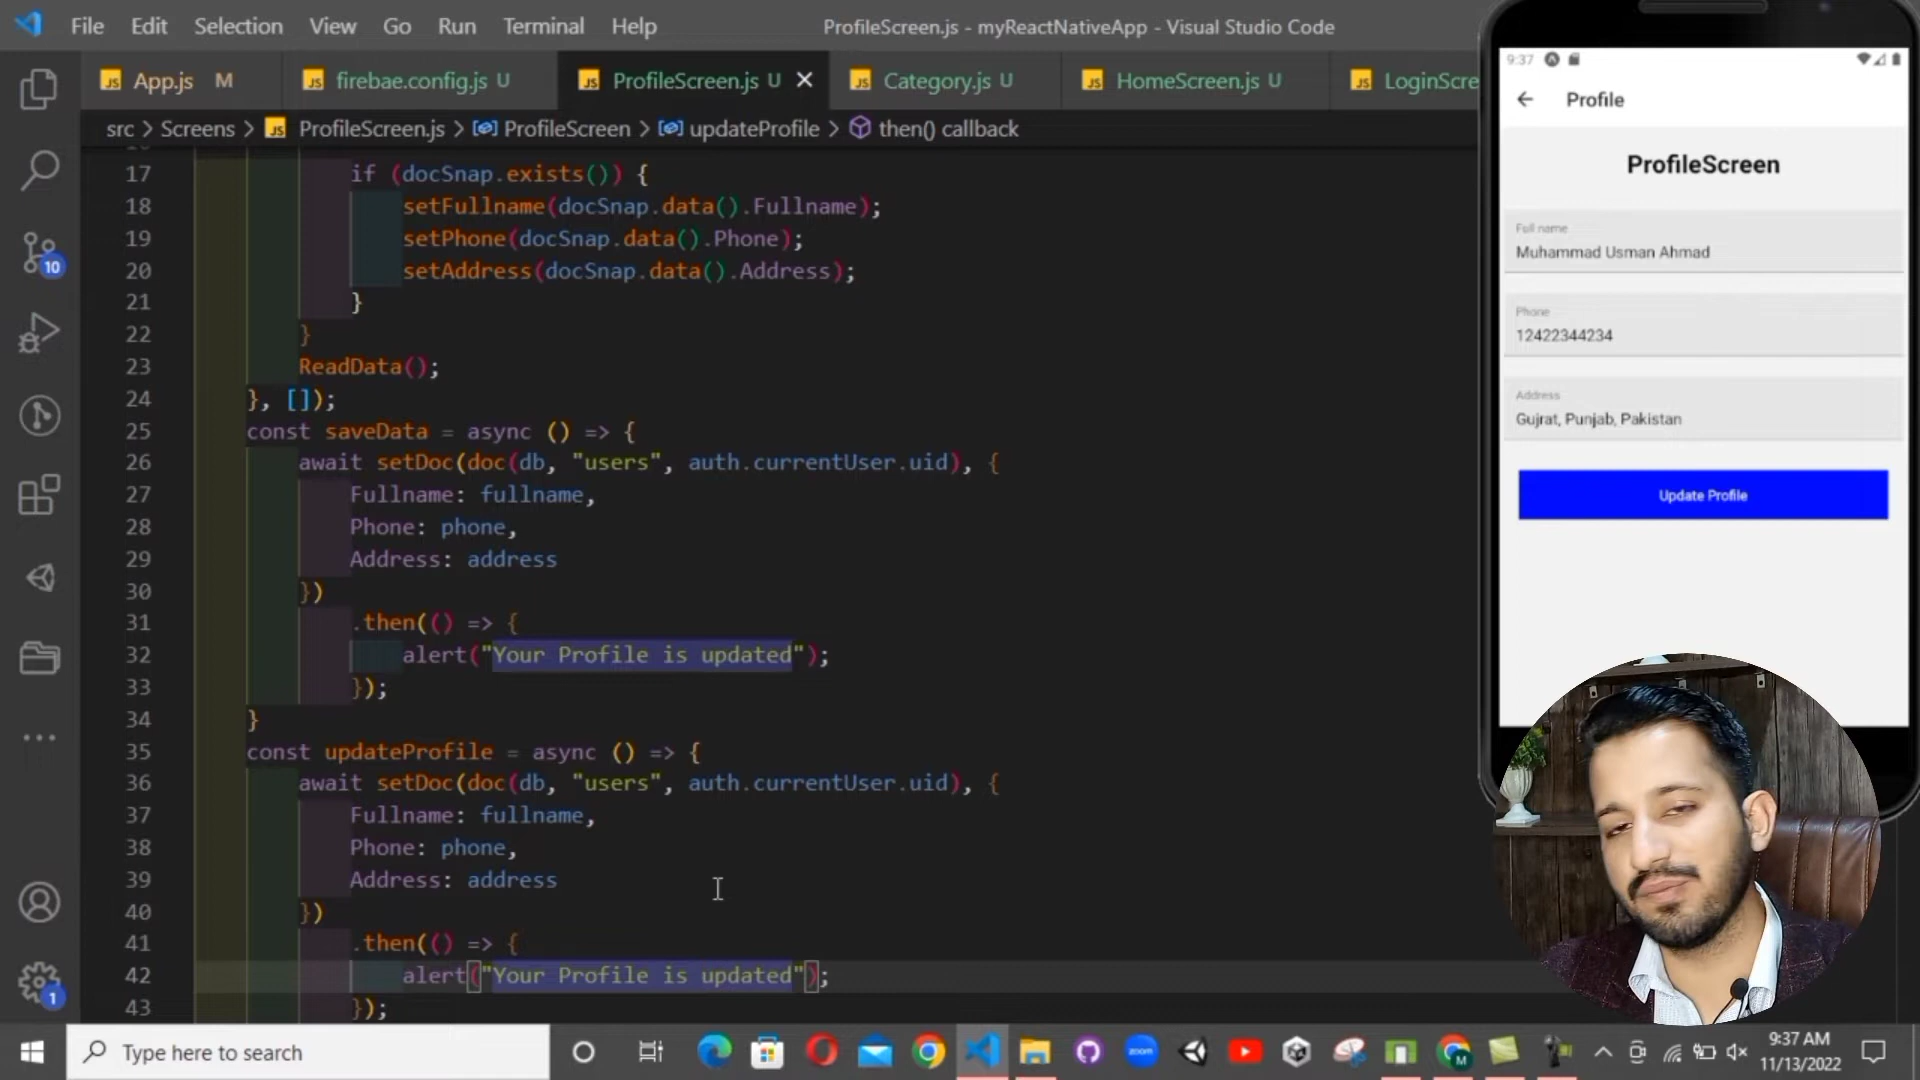 File Edit Selection View Go Run Terminal Help
ProfileScreen.js - myReactNativeApp - Visual Studio Code
JS App.js M
JS firebae.config.js U
JS ProfileScreen.js U
JS Category.js U
JS HomeScreen.js U
JS LoginScre
src > Screens > JS ProfileScreen.js > ProfileScreen > updateProfile > then() callback
17 if (docSnap.exists()) {
18 setFullname(docSnap.data().Fullname);
19 setPhone(docSnap.data().Phone);
20 setAddress(docSnap.data().Address);
21 }
22 }
23 ReadData();
24 }, []);
25 const saveData = async () => {
26 await setDoc(doc(db, "users", auth.currentUser.uid), {
27 Fullname: fullname,
28 Phone: phone,
29 Address: address
30 })
31 .then(() => {
32 alert("Your Profile is updated");
33 });
34 }
35 const updateProfile = async () => {
36 await setDoc(doc(db, "users", auth.currentUser.uid), {
37 Fullname: fullname,
38 Phone: phone,
39 Address: address
40 })
41 .then(() => {
42 alert("Your Profile is updated");
43 });
10
1
9:37
Profile
ProfileScreen
Full name
Muhammad Usman Ahmad
Phone
12422344234
Address
Gujrat, Punjab, Pakistan
Update Profile
Type here to search
zoom
M
9:37 AM
11/13/2022